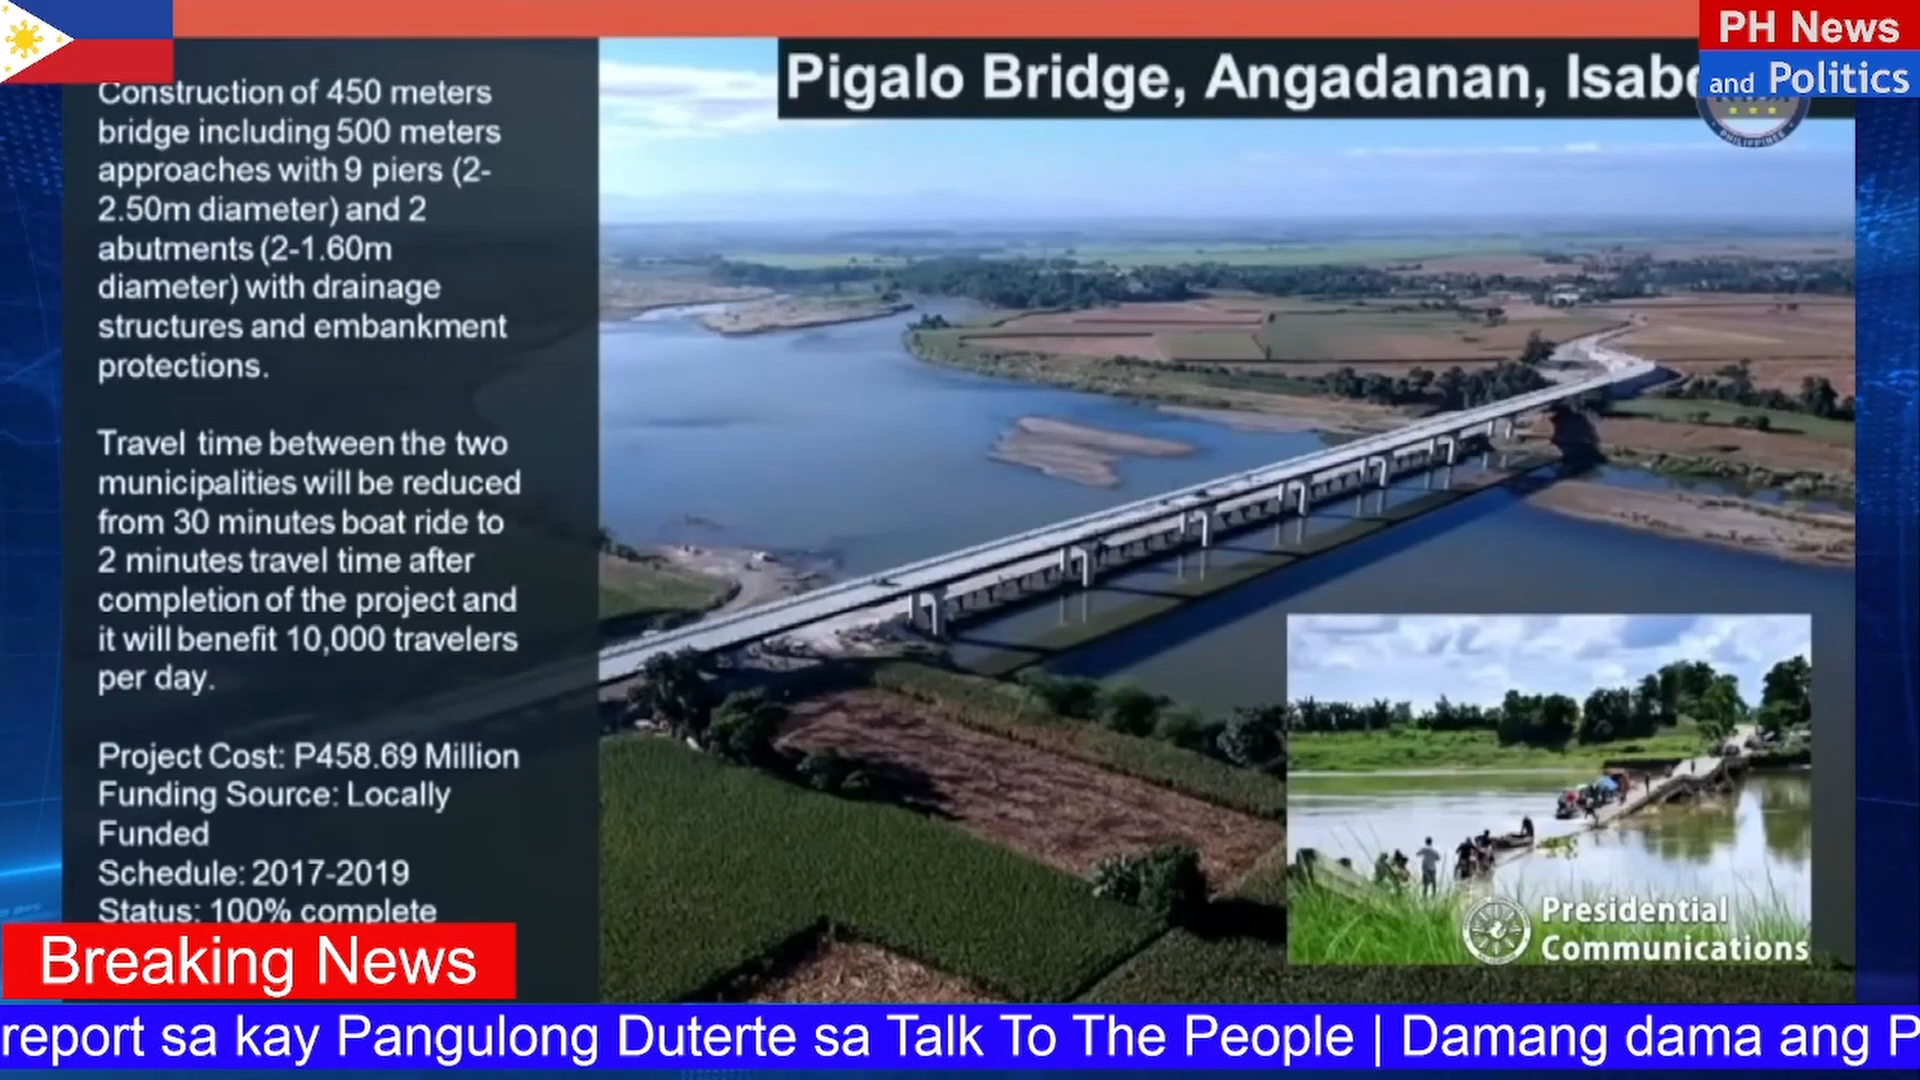 PH News
and Politics
Pigalo Bridge, Angadanan, Isabe
PHILIPPINES
Construction of 450 meters
bridge including 500 meters
approaches with 9 piers (2-
2.50m diameter) and 2
abutments (2-1.60m
diameter) with drainage
structures and embankment
protections.
Travel time between the two
municipalities will be reduced
from 30 minutes boat ride to
2 minutes travel time after
completion of the project and
it will benefit 10,000 travelers
per day.
Project Cost: P458.69 Million
Funding Source: Locally
Funded
Schedule: 2017-2019
Status: 100% complete
Presidential
Communications
Breaking News
report sa kay Pangulong Duterte sa Talk To The People | Damang dama ang P